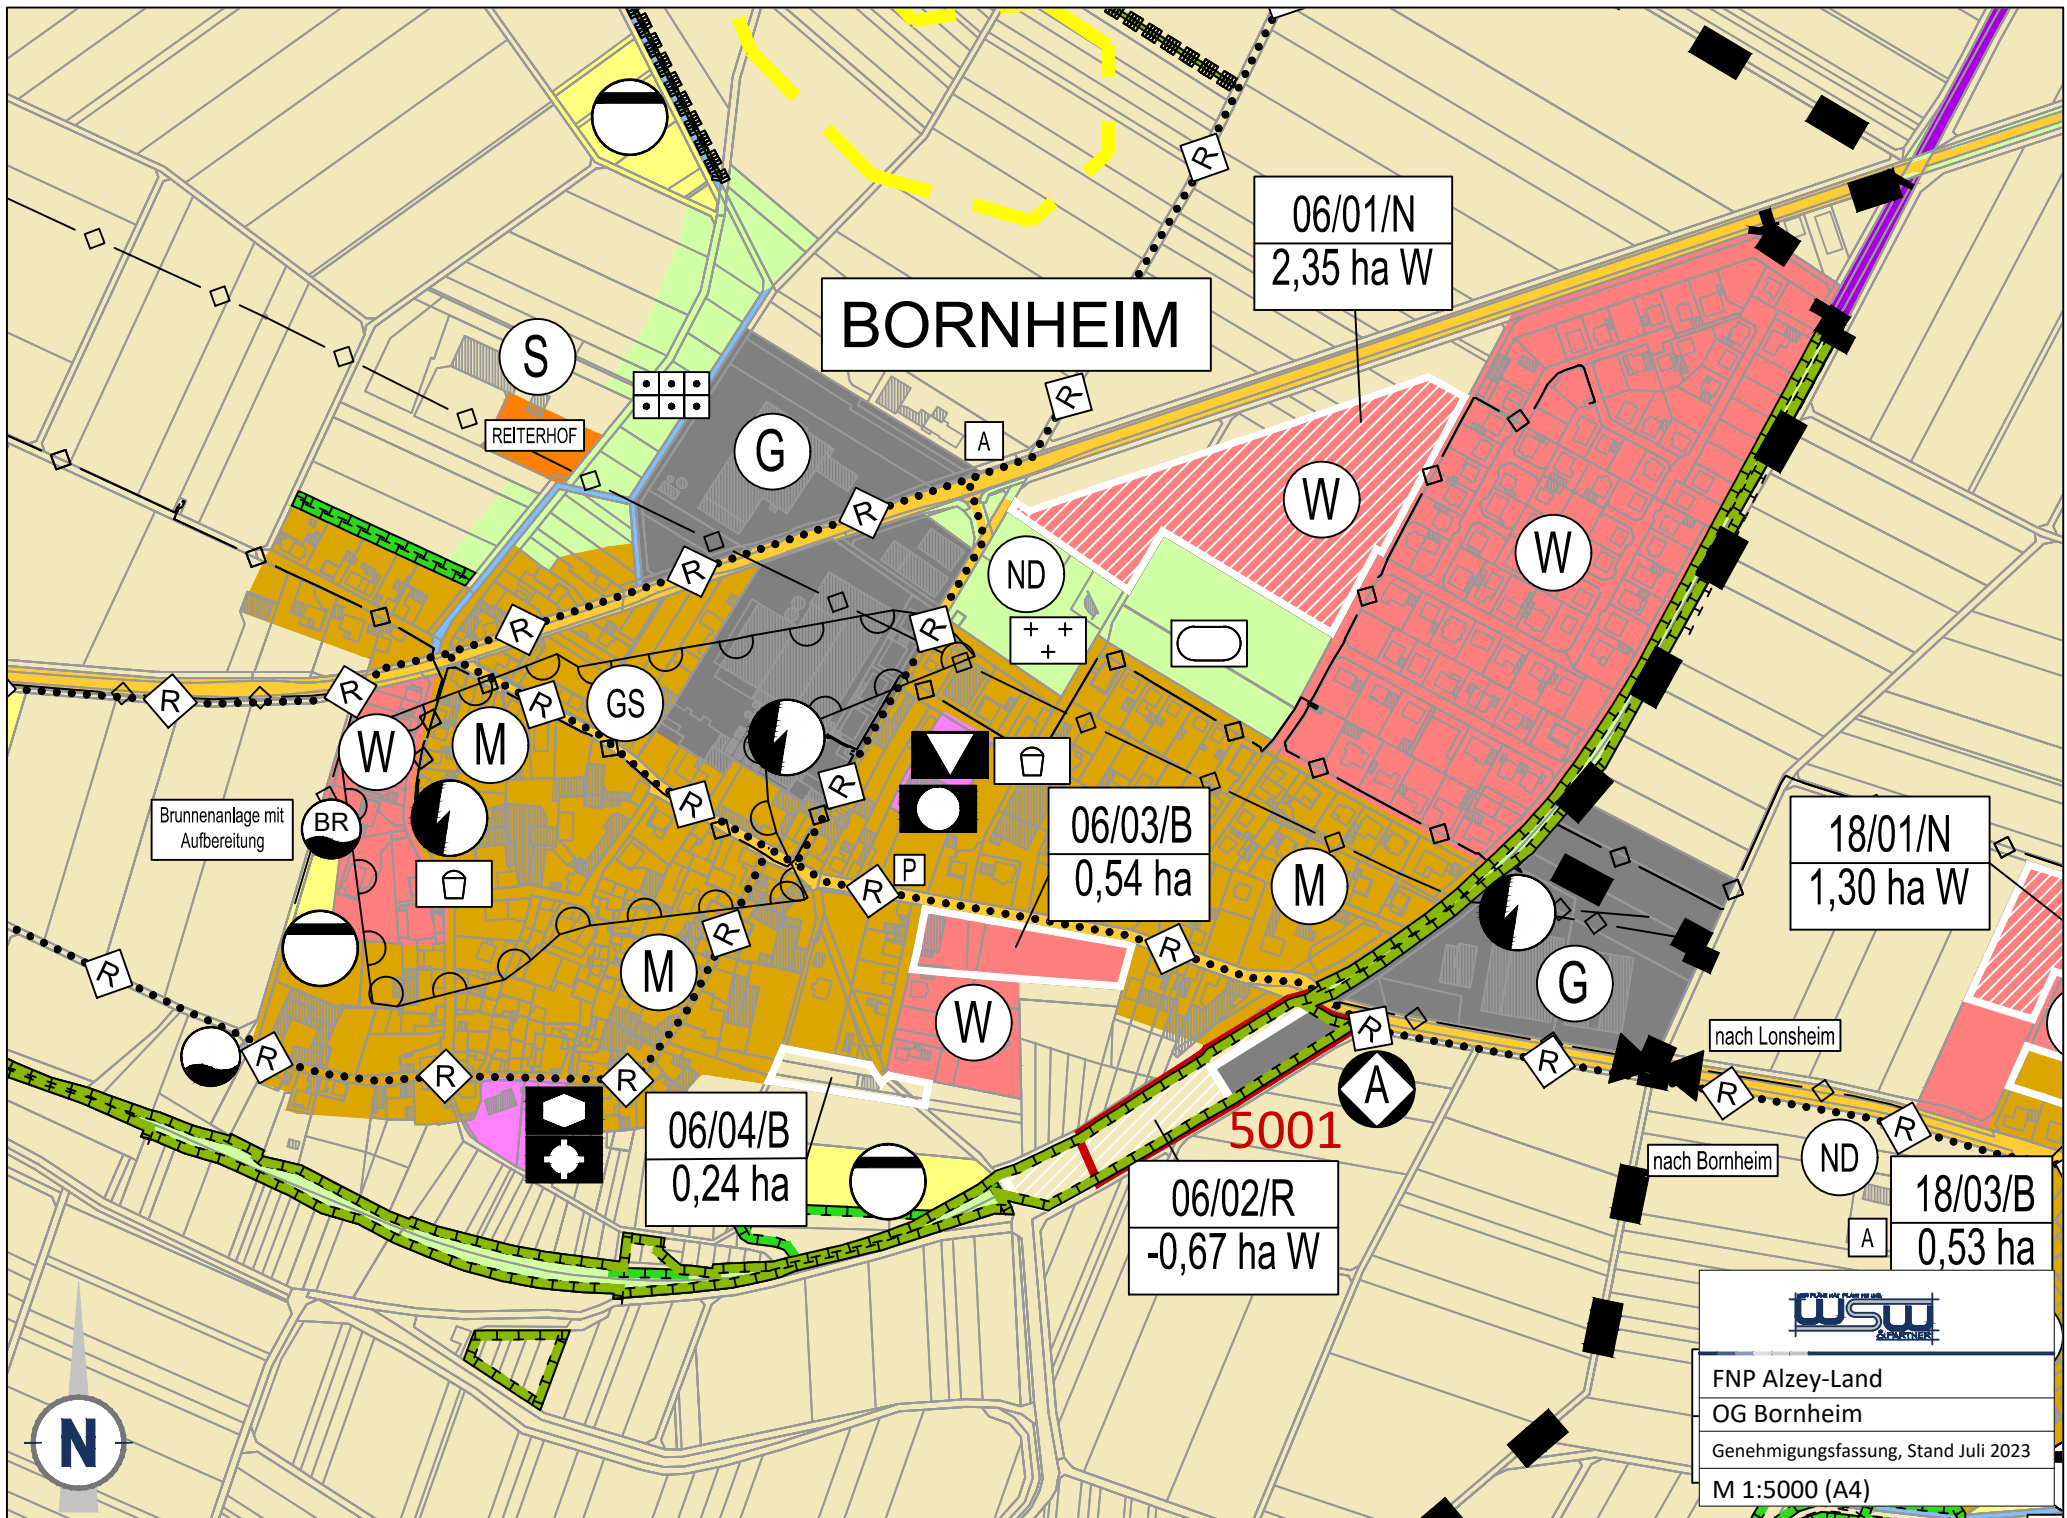 06/01/N
2,35 ha W
BORNHEIM
R
R
S
REITERHOF
G
A
R
W
W
ND
R
R
R
R
R
R
GS
R
W
M
R
R
Brunnenanlage mit
Aufbereitung
BR
06/03/B
0,54 ha
P
R
M
18/01/N
1,30 ha W
R
M
R
R
G
W
R
R
R
R
R
nach Lonsheim
A
R
R
5001
06/04/B
0,24 ha
nach Bornheim
ND
06/02/R
-0,67 ha W
18/03/B
0,53 ha
A
WSW
& PARTNER
FNP Alzey-Land
OG Bornheim
Genehmigungsfassung, Stand Juli 2023
M 1:5000 (A4)
N